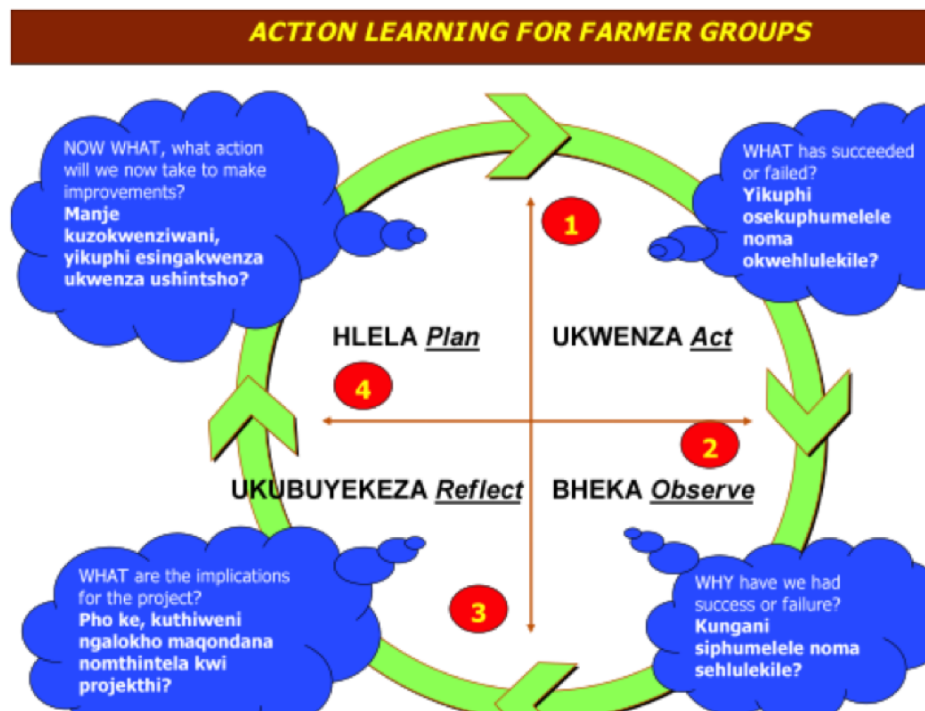 ACTION LEARNING FOR FARMER GROUPS
NOW WHAT, what action
will we now take to make
improvements?
Manje
kuzokwenziwani,
yikuphi esingakwenza
ukwenza ushintsho?
WHAT has succeeded
or failed?
Yikuphi
osekuphumelele
noma
okwehlulekile?
1
HLELA Plan
UKWENZA Act
4
2
UKUBUYEKEZA Reflect
BHEKA Observe
WHAT are the implications
for the project?
Pho ke, kuthiweni
ngalokho maqondana
nomthintela kwi
projekthi?
3
WHY have we had
success or failure?
Kungani
siphumelele noma
sehlulekile?